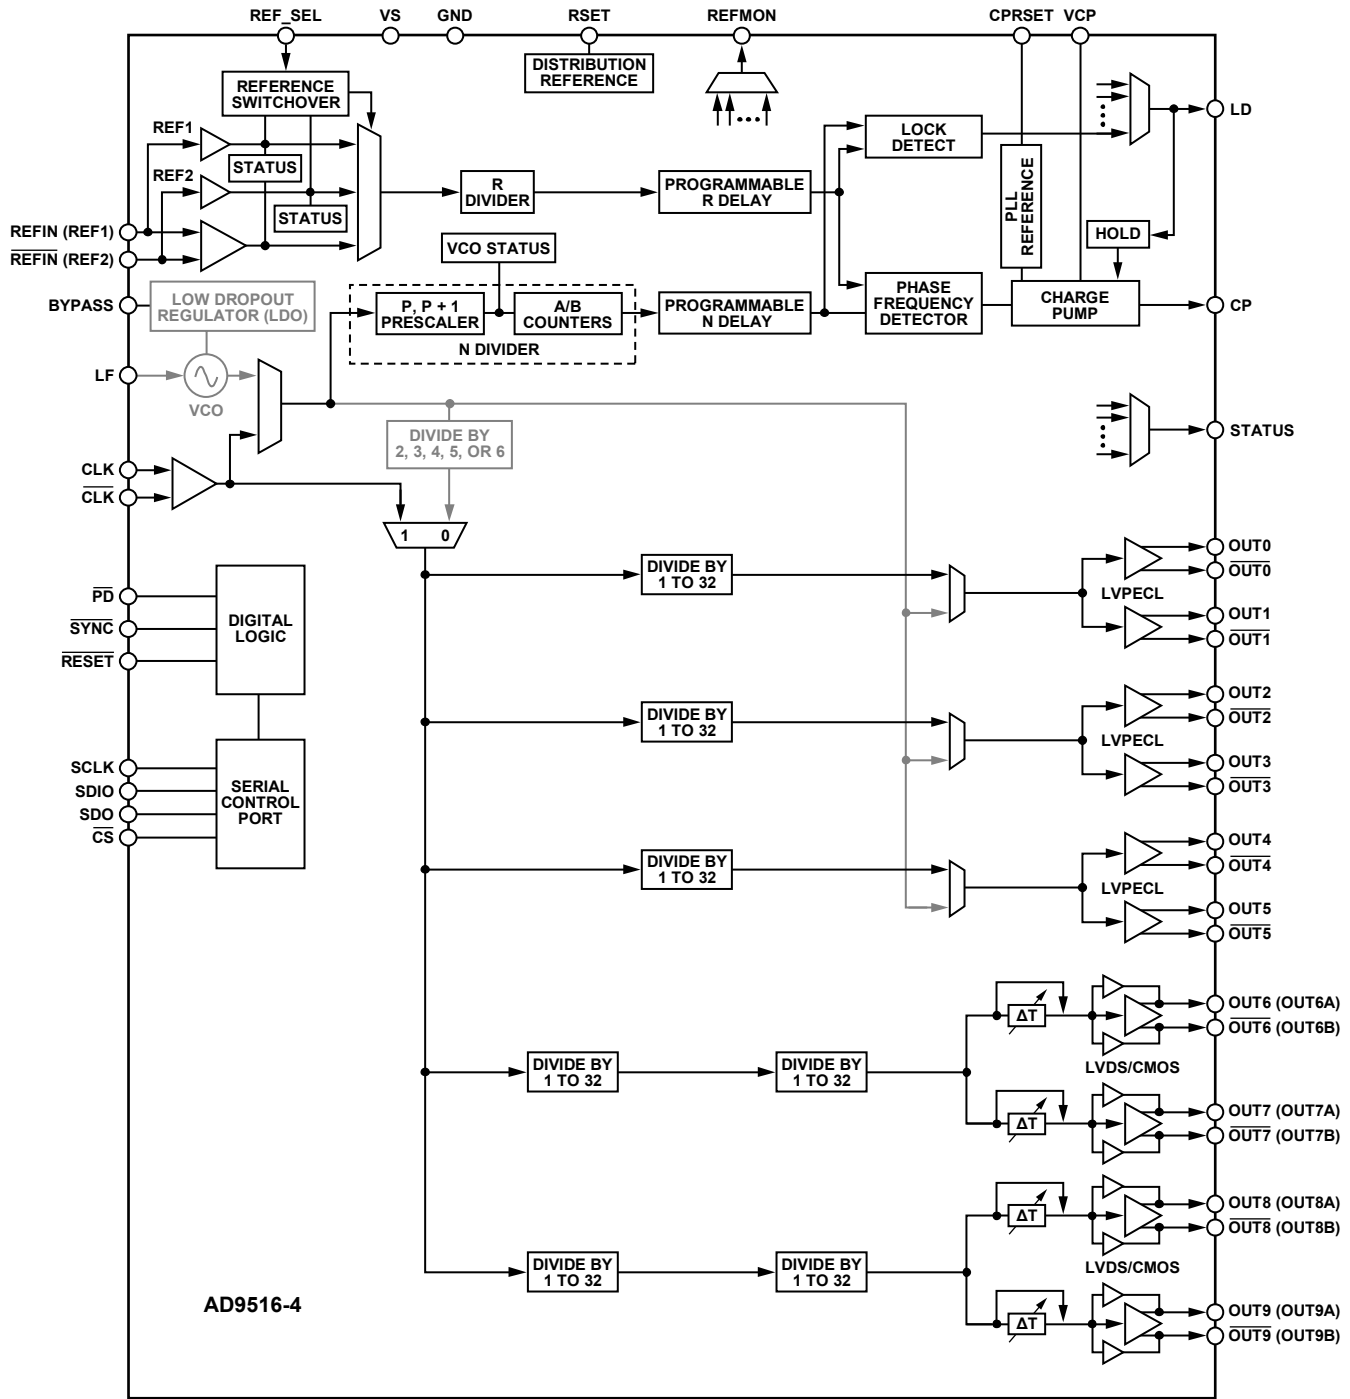 REF_SEL VS GND RSET REFMON CPRSET VCP
DISTRIBUTION
REFERENCE
REFERENCE
SWITCHOVER
REF1
STATUS
REF2
STATUS
REFIN (REF1)
REFIN (REF2)
R
DIVIDER
PROGRAMMABLE
R DELAY
LOCK
DETECT
LD
PLL
REFERENCE
HOLD
VCO STATUS
BYPASS
LOW DROPOUT
REGULATOR (LDO)
P, P + 1
PRESCALER
A/B
COUNTERS
N DIVIDER
PROGRAMMABLE
N DELAY
PHASE
FREQUENCY
DETECTOR
CHARGE
PUMP
CP
LF
VCO
DIVIDE BY
2, 3, 4, 5, OR 6
STATUS
CLK
CLK
1 0
DIVIDE BY
1 TO 32
LVPECL
OUT0
OUT0
OUT1
OUT1
PD
SYNC
RESET
DIGITAL
LOGIC
DIVIDE BY
1 TO 32
LVPECL
OUT2
OUT2
OUT3
OUT3
SCLK
SDIO
SDO
CS
SERIAL
CONTROL
PORT
DIVIDE BY
1 TO 32
LVPECL
OUT4
OUT4
OUT5
OUT5
DIVIDE BY
1 TO 32
DIVIDE BY
1 TO 32
ΔT
ΔT
LVDS/CMOS
OUT6 (OUT6A)
OUT6 (OUT6B)
OUT7 (OUT7A)
OUT7 (OUT7B)
DIVIDE BY
1 TO 32
DIVIDE BY
1 TO 32
ΔT
ΔT
LVDS/CMOS
OUT8 (OUT8A)
OUT8 (OUT8B)
OUT9 (OUT9A)
OUT9 (OUT9B)
AD9516-4